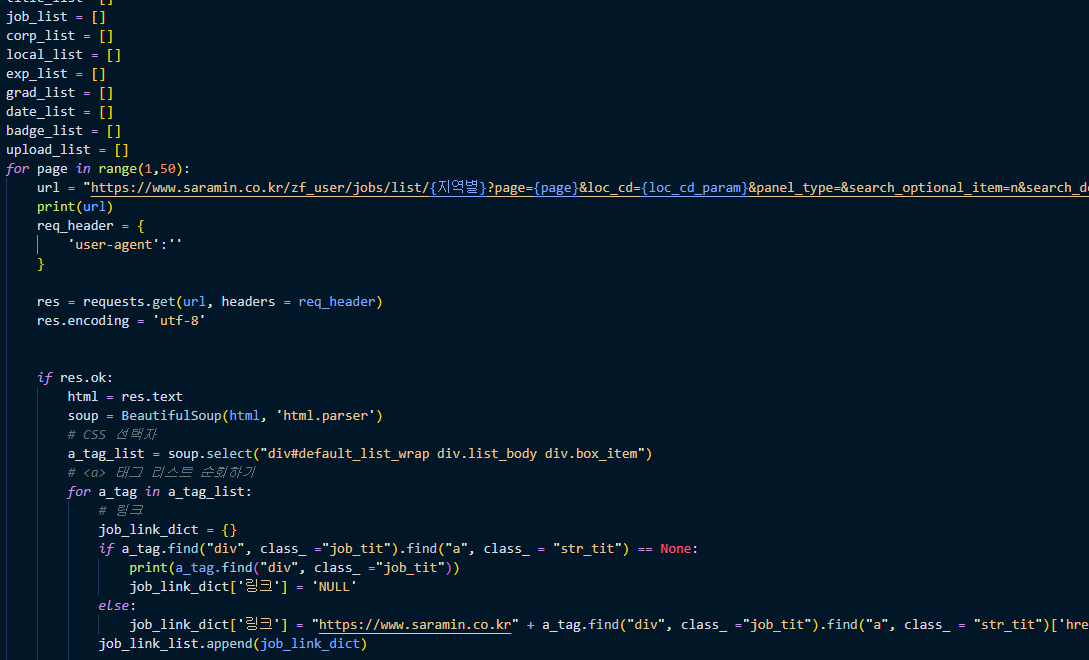 title_list = []
job_list = []
corp_list = []
local_list = []
exp_list = []
grad_list = []
date_list = []
badge_list = []
upload_list = []
for page in range(1,50):
    url = "https://www.saramin.co.kr/zf_user/jobs/list/{지역별}?page={page}&loc_cd={loc_cd_param}&panel_type=&search_optional_item=n&search_d
    print(url)
    req_header = {
        'user-agent':''
    }
    res = requests.get(url, headers = req_header)
    res.encoding = 'utf-8'
    if res.ok:
        html = res.text
        soup = BeautifulSoup(html, 'html.parser')
        # CSS 선택자
        a_tag_list = soup.select("div#default_list_wrap div.list_body div.box_item")
        # <a> 태그 리스트 순회하기
        for a_tag in a_tag_list:
            # 링크
            job_link_dict = {}
            if a_tag.find("div", class_ ="job_tit").find("a", class_ = "str_tit") == None:
                print(a_tag.find("div", class_ ="job_tit"))
                job_link_dict['링크'] = 'NULL'
            else:
                job_link_dict['링크'] = "https://www.saramin.co.kr" + a_tag.find("div", class_ ="job_tit").find("a", class_ = "str_tit")['hre
            job_link_list.append(job_link_dict)